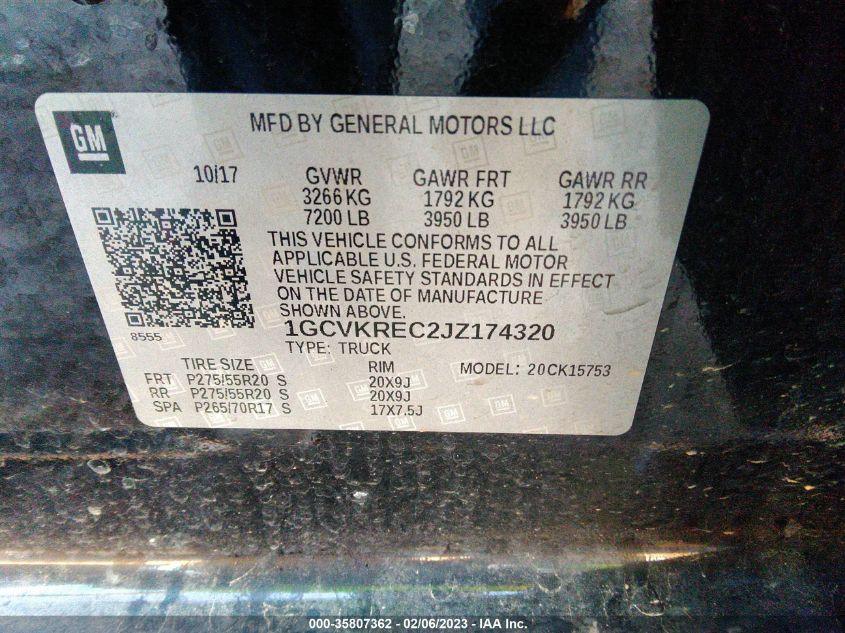 GM
MFD BY GENERAL MOTORS LLC
10/17 GVWR GAWR FRT GAWR RR
3266 KG 1792 KG 1792 KG
7200 LB 3950 LB 3950 LB
THIS VEHICLE CONFORMS TO ALL
APPLICABLE U.S. FEDERAL MOTOR
VEHICLE SAFETY STANDARDS IN EFFECT
ON THE DATE OF MANUFACTURE
SHOWN ABOVE.
8555
1GCVKREC2JZ174320
TYPE: TRUCK
TIRE SIZE RIM MODEL: 20CK15753
FRT P275/55R20 S 20X9J
RR P275/55R20 S 20X9J
SPA P265/70R17 S 17X7.5J
000-35807362 - 02/06/2023 - IAA Inc.